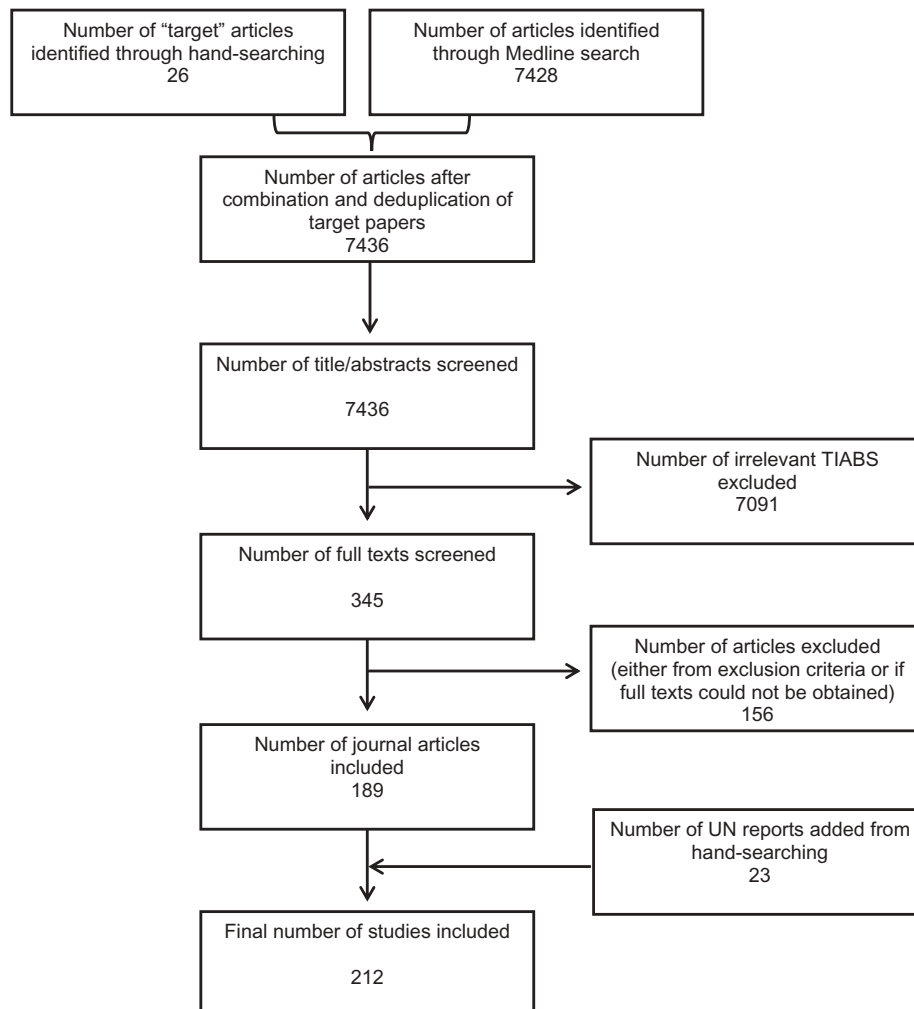 Number of “target” articles
identified through hand-searching
26
Number of articles identified
through Medline search
7428
Number of articles after
combination and deduplication of
target papers
7436
Number of title/abstracts screened
7436
Number of irrelevant TIABS
excluded
7091
Number of full texts screened
345
Number of articles excluded
(either from exclusion criteria or if
full texts could not be obtained)
156
Number of journal articles
included
189
Number of UN reports added from
hand-searching
23
Final number of studies included
212